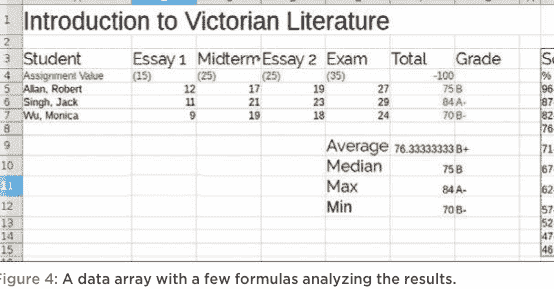 1 Introduction to Victorian Literature
2
3 Student Essay 1 Midterm Essay 2 Exam Total Grade
4 Assignment Value (15) (25) (25) (35) -100 %
5 Allan, Robert 12 17 19 27 75 B 96
6 Singh, Jack 11 21 23 29 84 A- 87
7 Wu, Monica 9 19 18 24 70 B- 82
8 76
9 Average 76.33333333 B+ 71
10 Median 75 B 67
11 Max 84 A- 62
12 Min 70 B- 57
13 52
14 47
15 46
Figure 4: A data array with a few formulas analyzing the results.